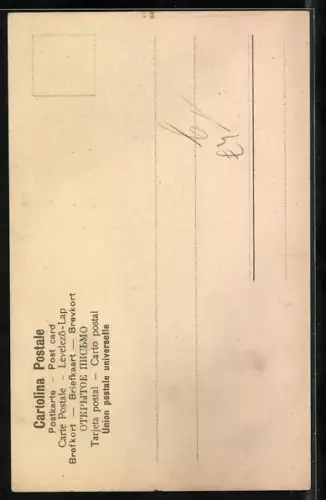 Cartolina Postale
Postkarte — Post card
Carte Postale — Levelező-Lap
Brefkort — Briefkaart — Brevkort
ОТКРЫТОЕ ПИСЬМО
Tarjeta postal — Carto postal
Union postale universelle